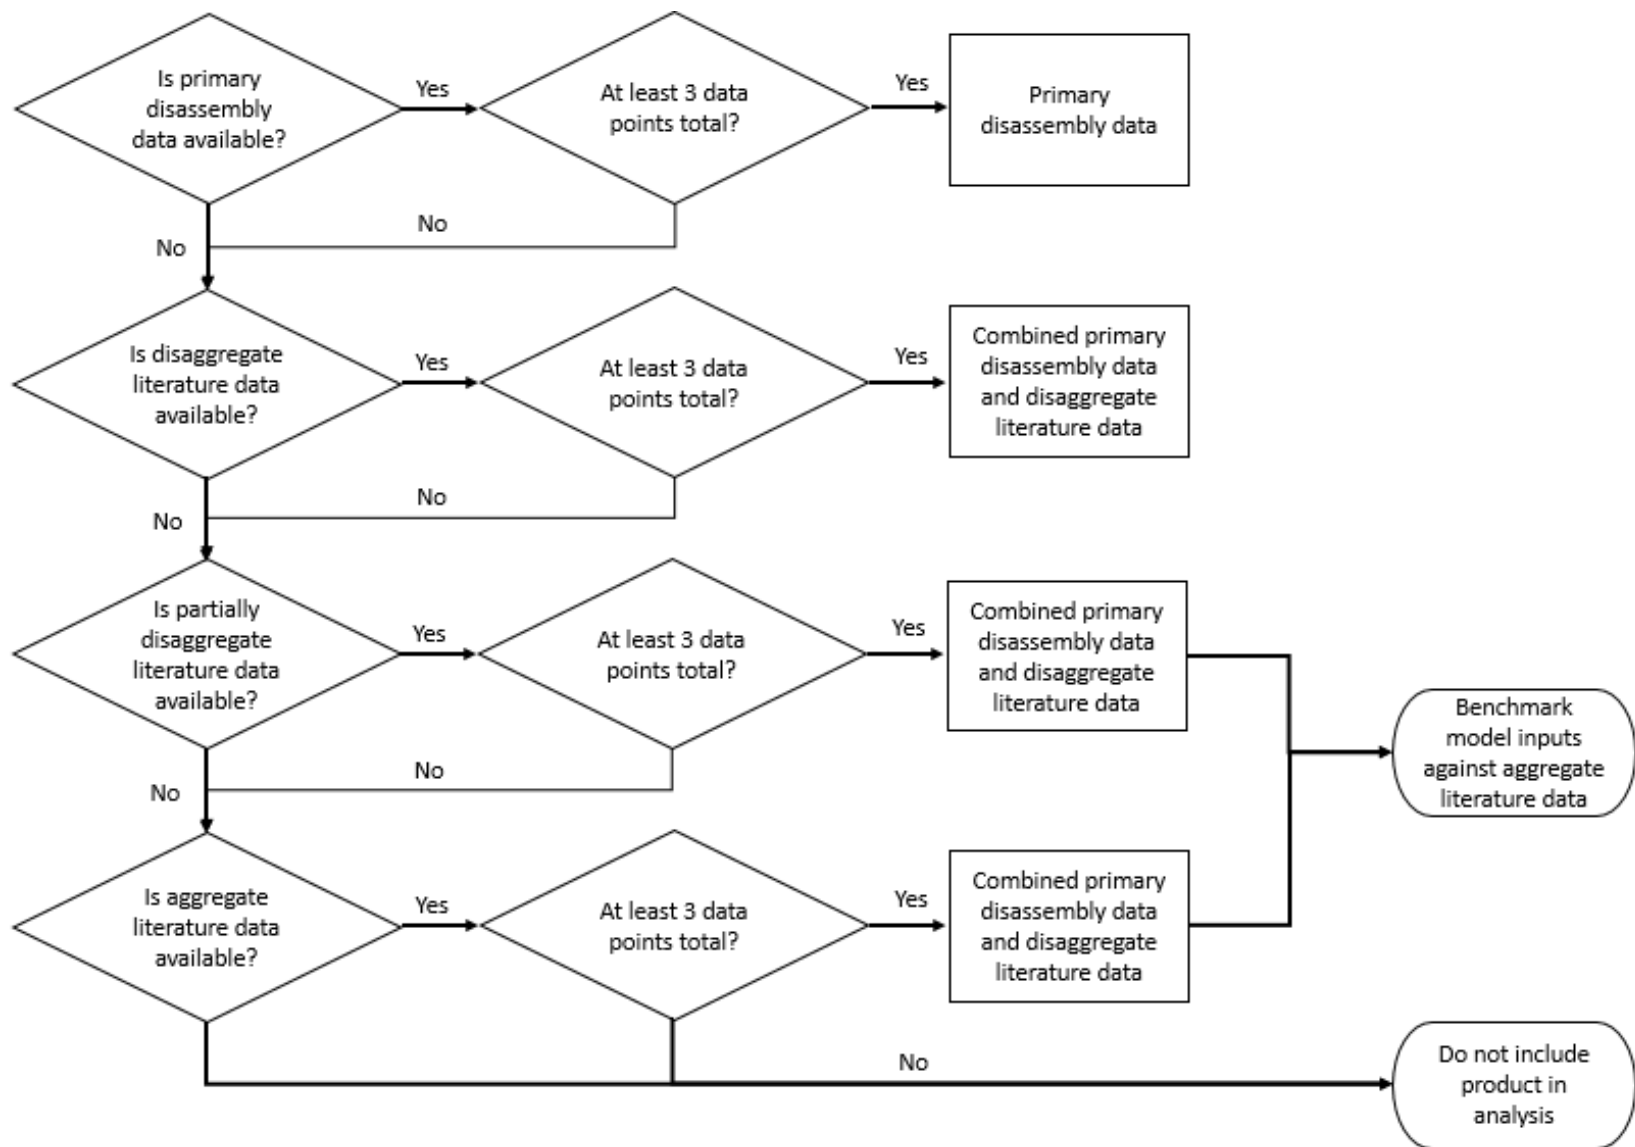 Is primary
disassembly
data available?
Yes
At least 3 data
points total?
Yes
Primary
disassembly data
No
No
Is disaggregate
literature data
available?
Yes
At least 3 data
points total?
Yes
Combined primary
disassembly data
and disaggregate
literature data
No
No
Is partially
disaggregate
literature data
available?
Yes
At least 3 data
points total?
Yes
Combined primary
disassembly data
and disaggregate
literature data
Benchmark
model inputs
against aggregate
literature data
No
No
Is aggregate
literature data
available?
Yes
At least 3 data
points total?
Yes
Combined primary
disassembly data
and disaggregate
literature data
No
Do not include
product in
analysis